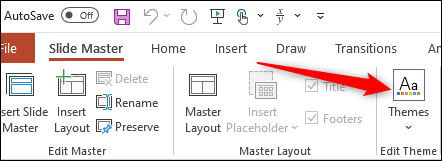 AutoSave Off
File Slide Master Home Insert Draw Transitions
Insert Slide Master
Insert Layout
Delete
Rename
Preserve
Edit Master
Master Layout
Insert Placeholder
Title
Footers
Master Layout
Aa
Themes
Edit Theme